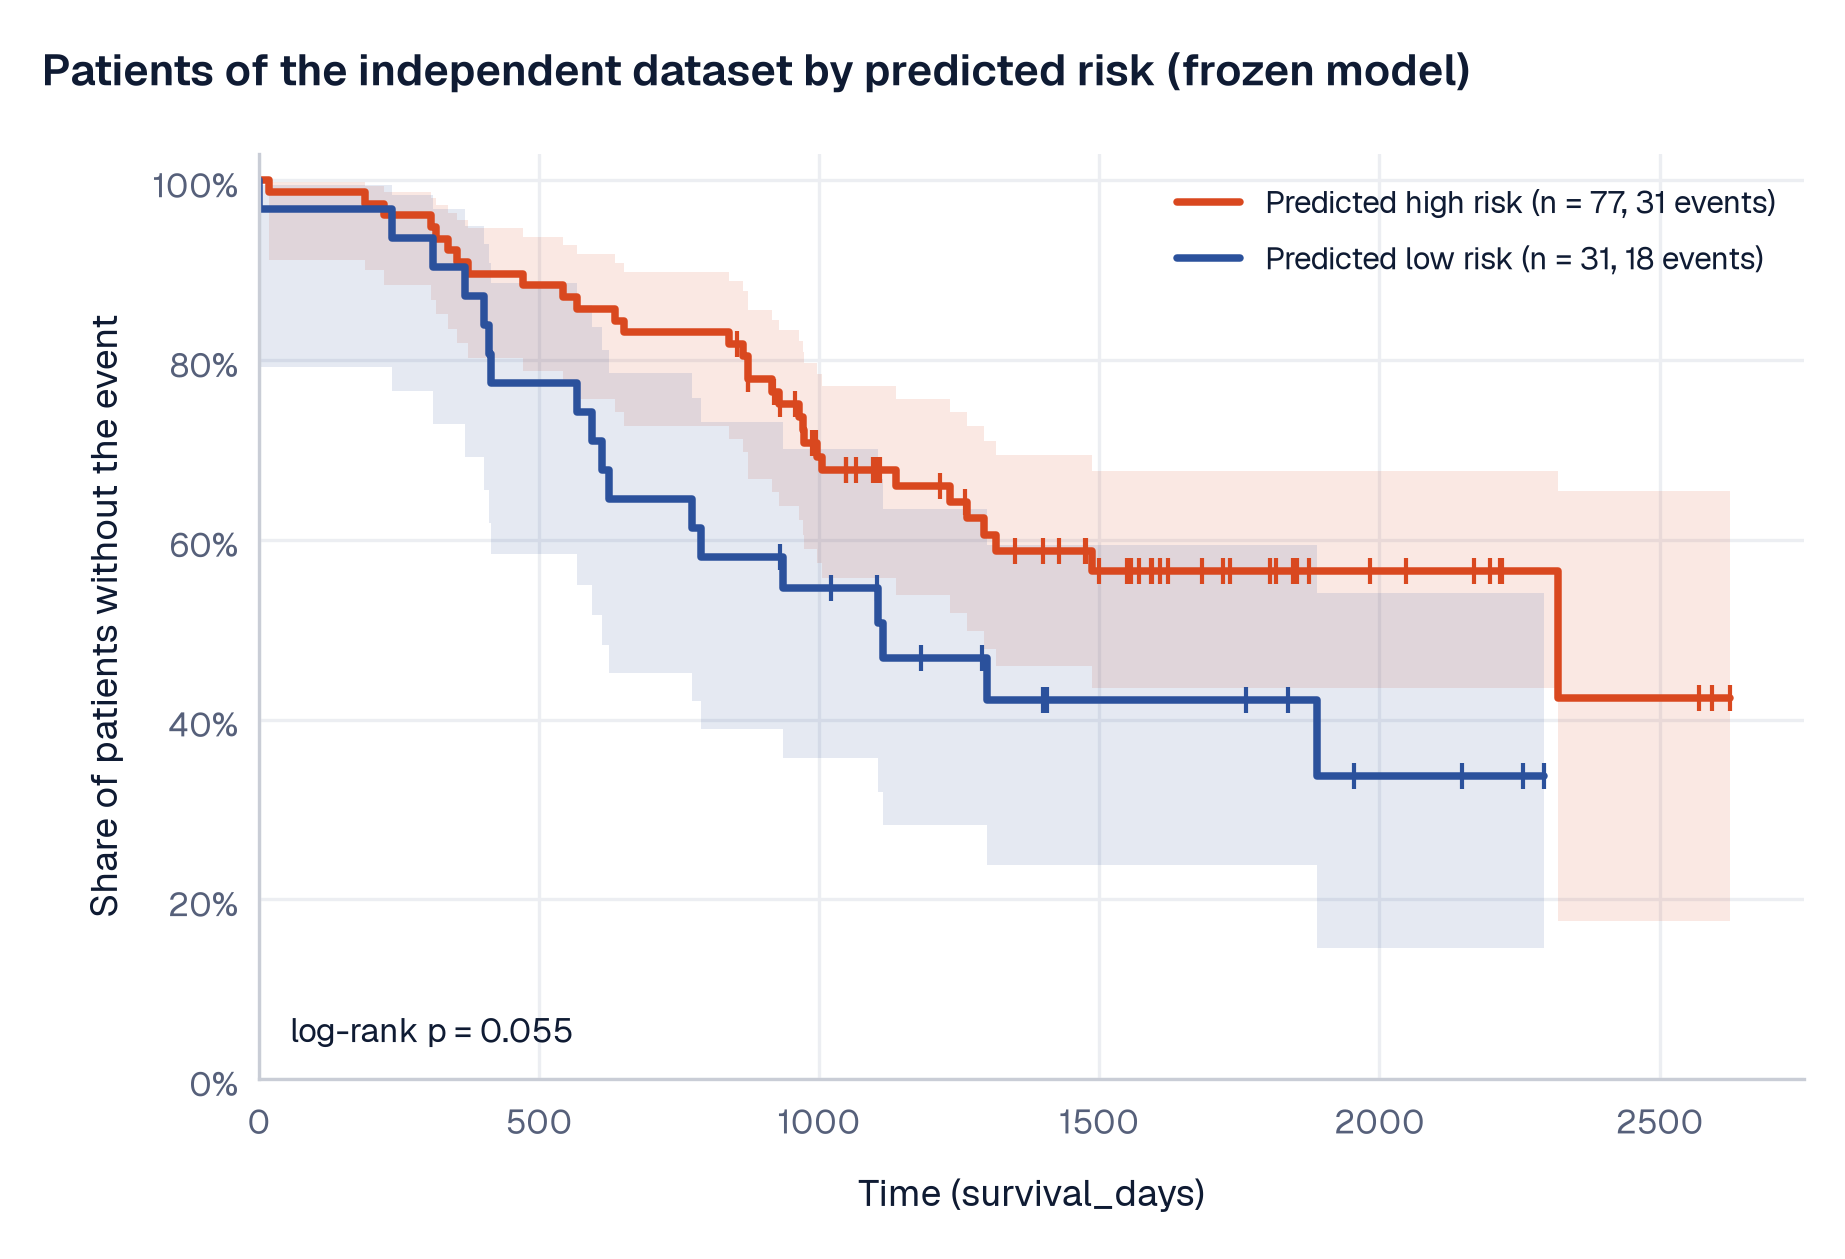 Patients of the independent dataset by predicted risk (frozen model)
Predicted high risk (n = 77, 31 events)
Predicted low risk (n = 31, 18 events)
Share of patients without the event
100%
80%
60%
40%
20%
0%
log-rank p = 0.055
0
500
1000
1500
2000
2500
Time (survival_days)